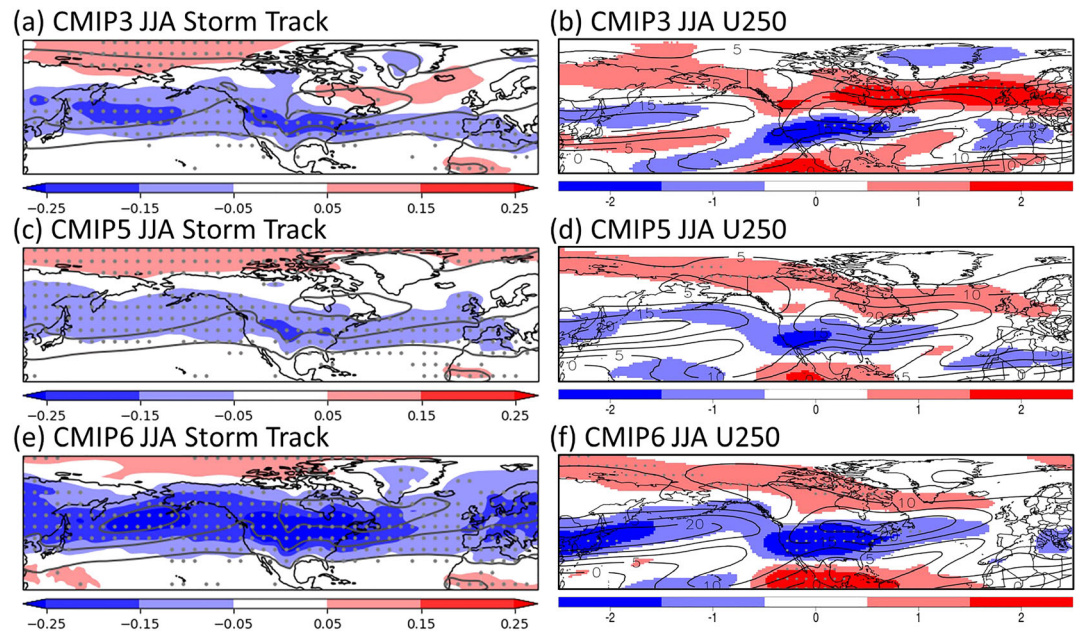 (a) CMIP3 JJA Storm Track
(b) CMIP3 JJA U250
-0.25 -0.15 -0.05 0.05 0.15 0.25
-2 -1 0 1 2
(c) CMIP5 JJA Storm Track
(d) CMIP5 JJA U250
-0.25 -0.15 -0.05 0.05 0.15 0.25
-2 -1 0 1 2
(e) CMIP6 JJA Storm Track
(f) CMIP6 JJA U250
-0.25 -0.15 -0.05 0.05 0.15 0.25
-2 -1 0 1 2